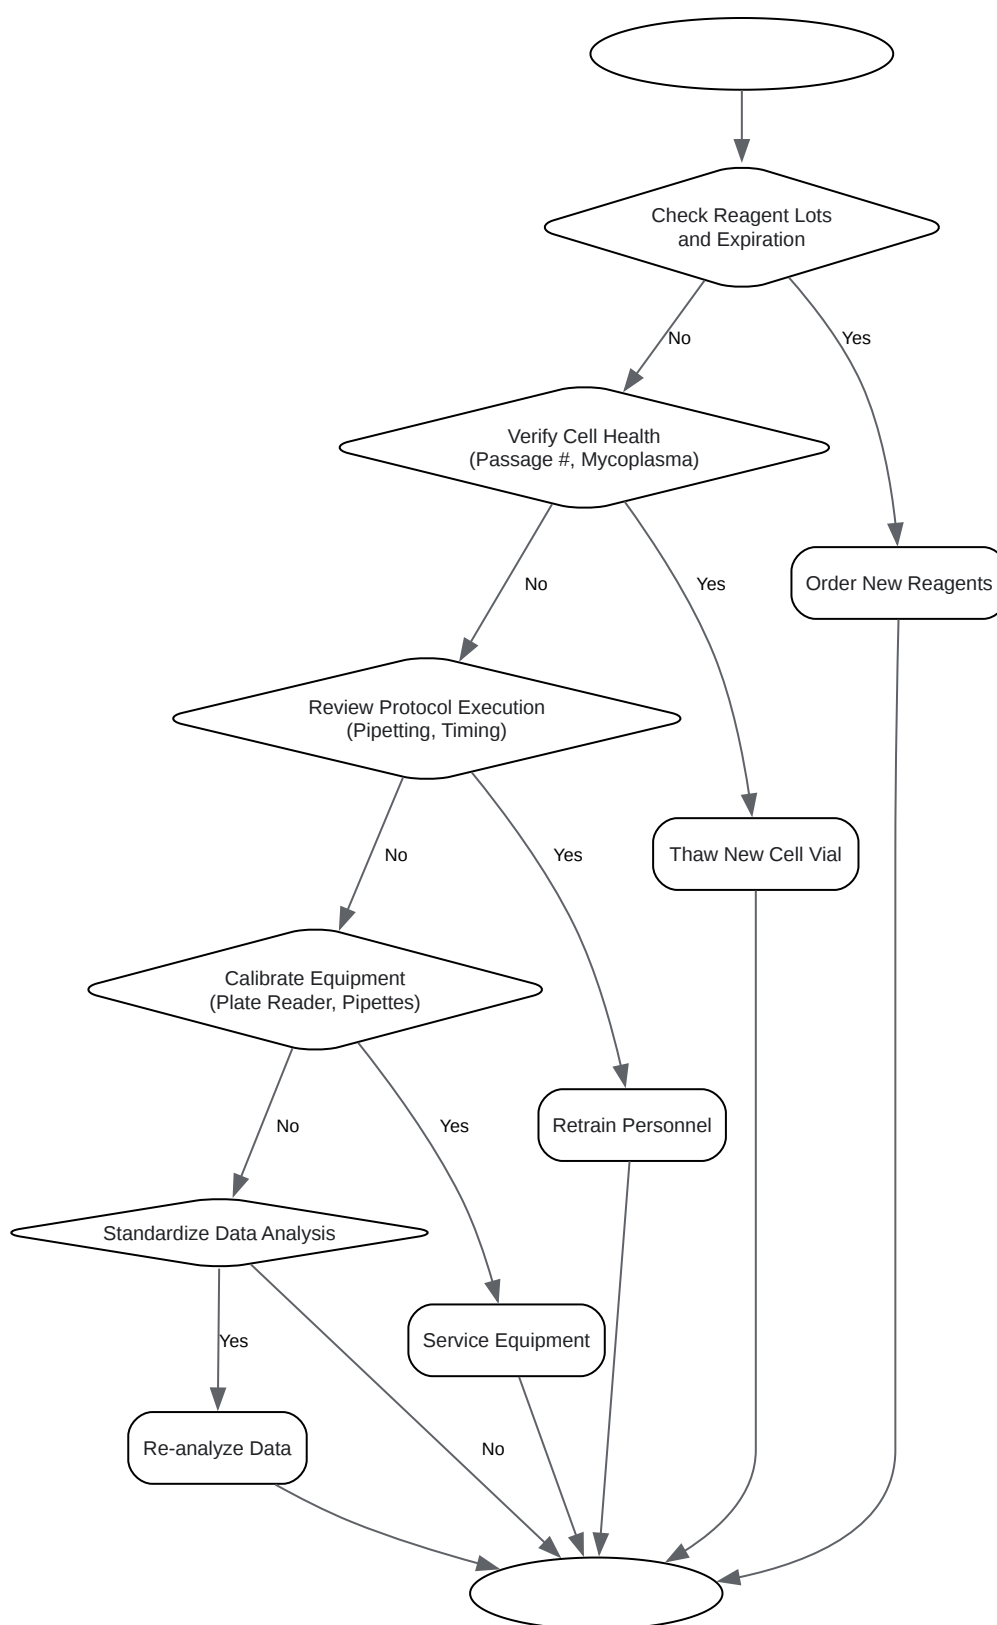 Check Reagent Lots
and Expiration
No
Yes
Verify Cell Health
(Passage #, Mycoplasma)
No
Yes
Order New Reagents
Review Protocol Execution
(Pipetting, Timing)
No
Yes
Thaw New Cell Vial
Calibrate Equipment
(Plate Reader, Pipettes)
No
Yes
Retrain Personnel
Standardize Data Analysis
Yes
Service Equipment
No
Re-analyze Data